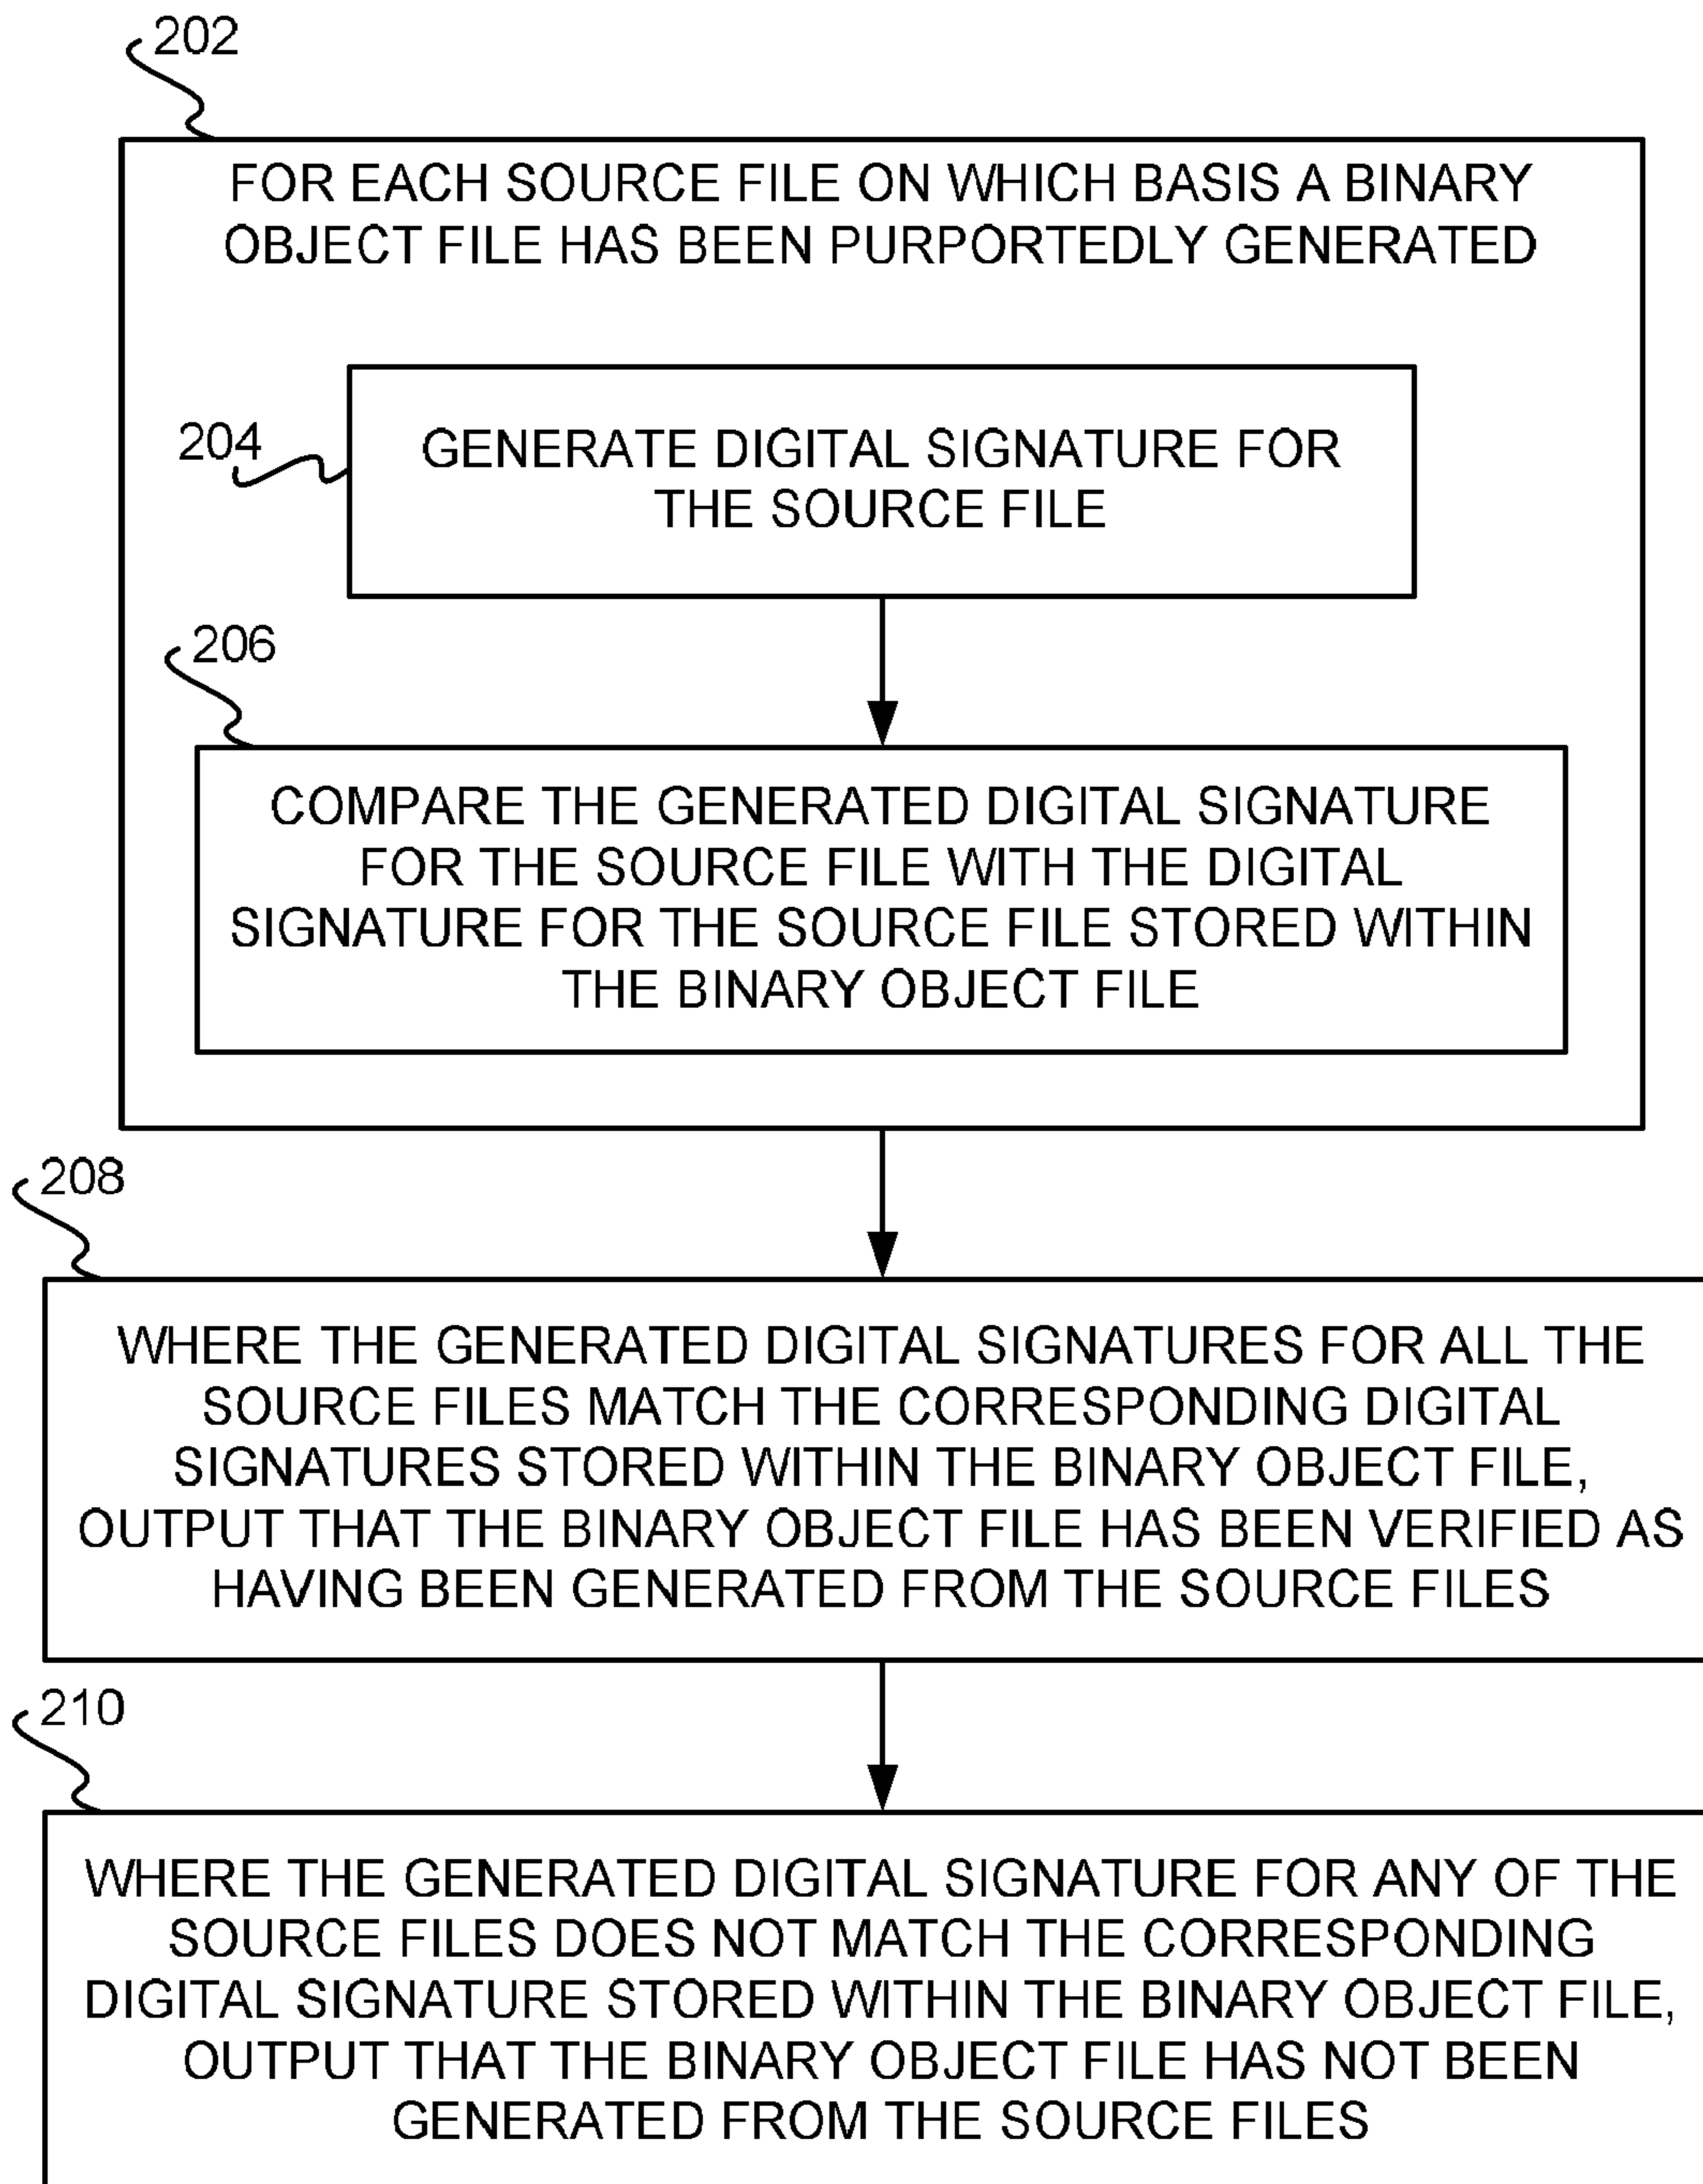 202
FOR EACH SOURCE FILE ON WHICH BASIS A BINARY
OBJECT FILE HAS BEEN PURPORTEDLY GENERATED
204
GENERATE DIGITAL SIGNATURE FOR
THE SOURCE FILE
206
COMPARE THE GENERATED DIGITAL SIGNATURE
FOR THE SOURCE FILE WITH THE DIGITAL
SIGNATURE FOR THE SOURCE FILE STORED WITHIN
THE BINARY OBJECT FILE
208
WHERE THE GENERATED DIGITAL SIGNATURES FOR ALL THE
SOURCE FILES MATCH THE CORRESPONDING DIGITAL
SIGNATURES STORED WITHIN THE BINARY OBJECT FILE,
OUTPUT THAT THE BINARY OBJECT FILE HAS BEEN VERIFIED AS
HAVING BEEN GENERATED FROM THE SOURCE FILES
210
WHERE THE GENERATED DIGITAL SIGNATURE FOR ANY OF THE
SOURCE FILES DOES NOT MATCH THE CORRESPONDING
DIGITAL SIGNATURE STORED WITHIN THE BINARY OBJECT FILE,
OUTPUT THAT THE BINARY OBJECT FILE HAS NOT BEEN
GENERATED FROM THE SOURCE FILES